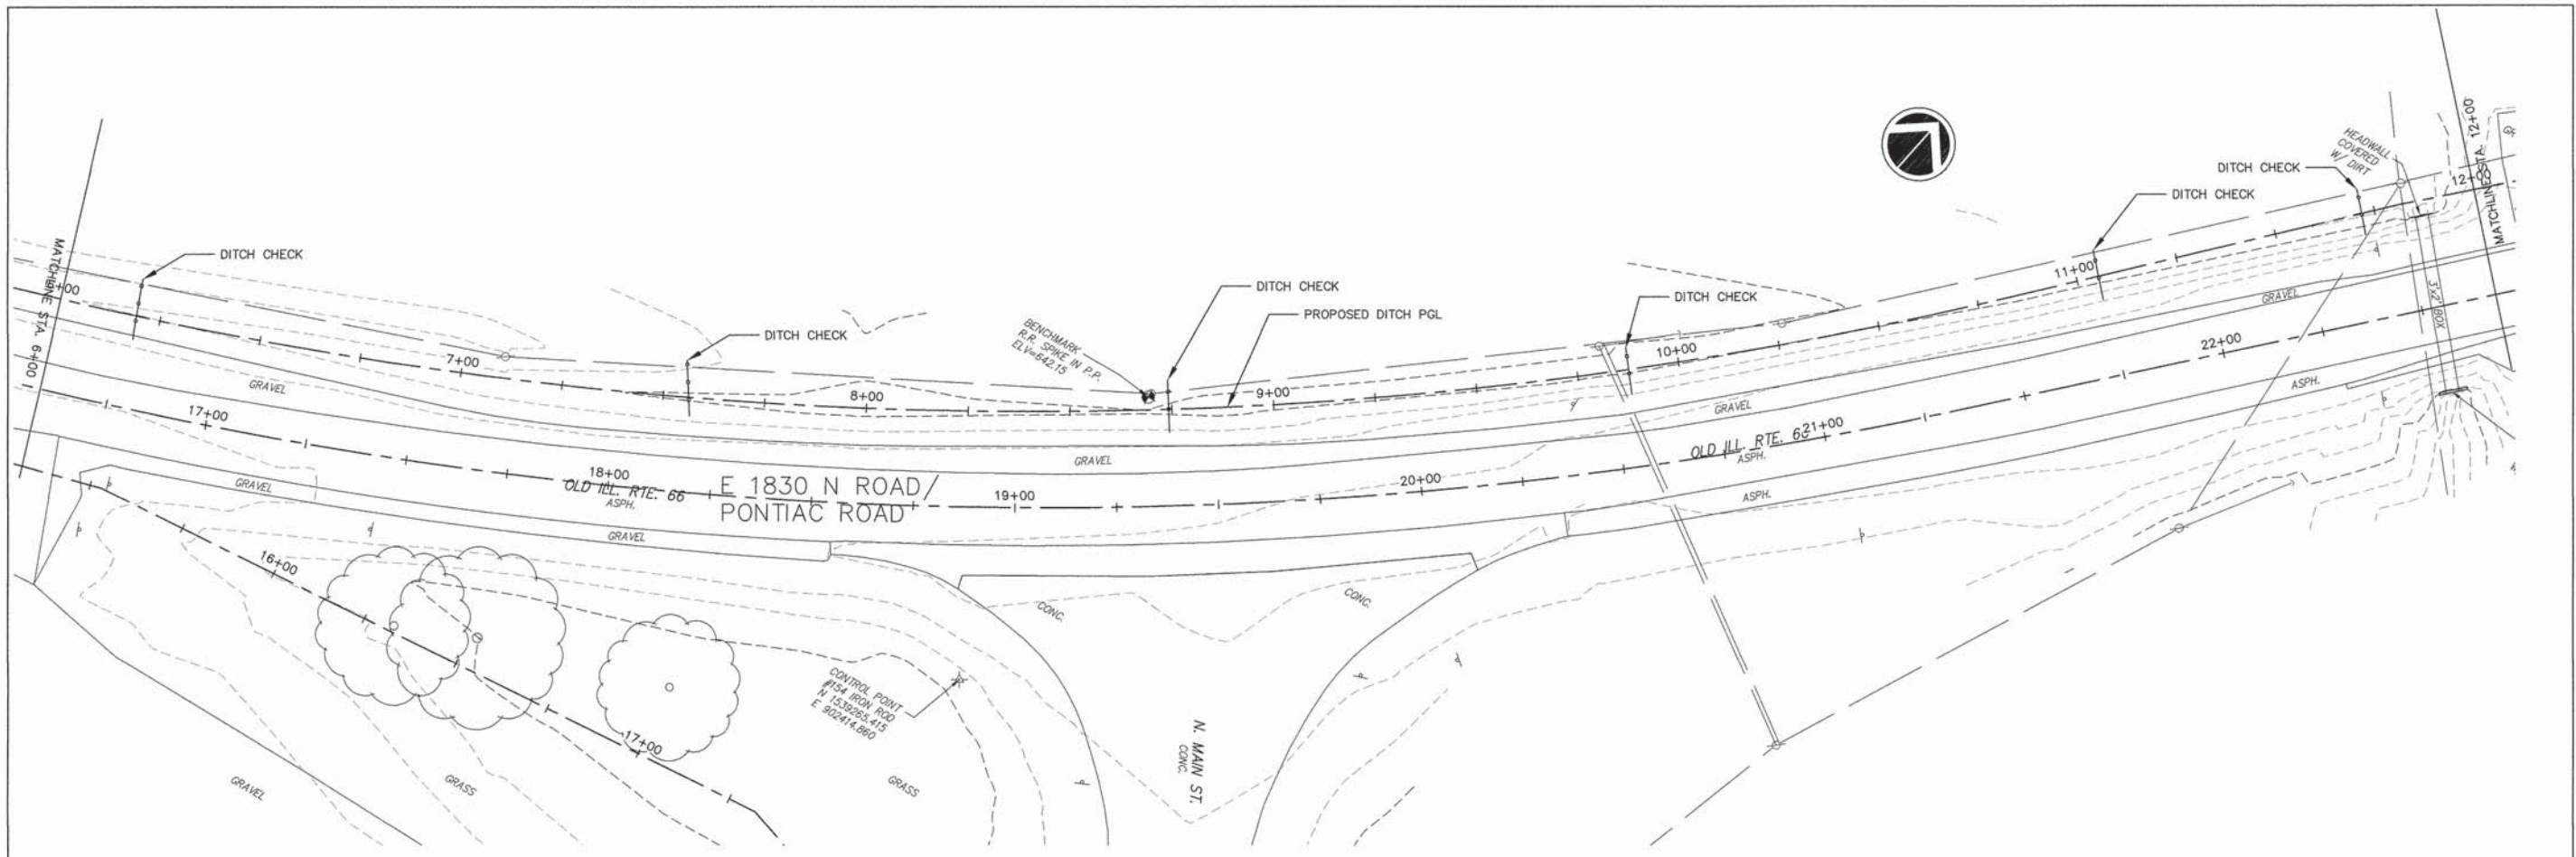 MATCHLINE STA. 6+00
6+00
DITCH CHECK
7+00
GRAVEL
17+00
DITCH CHECK
8+00
BENCHMARK
R.R. SPIKE IN P.P.
ELV=642.15
DITCH CHECK
PROPOSED DITCH PGL
9+00
DITCH CHECK
10+00
11+00
DITCH CHECK
DITCH CHECK
HEADWALL
COVERED
W/ DIRT
12+00
MATCHLINE STA. 12+00
GR
3'x2' BOX
GRAVEL
22+00
ASPH.
GRAVEL
OLD ILL. RTE. 66
ASPH.
21+00
ASPH.
20+00
GRAVEL
19+00
E 1830 N ROAD/
PONTIAC ROAD
18+00
OLD ILL. RTE. 66
ASPH.
GRAVEL
GRAVEL
16+00
17+00
CONC.
CONC.
CONTROL POINT
#154 IRON ROD
N 1539265.415
E 902414.860
N. MAIN ST.
CONC.
GRAVEL
GRASS
GRASS